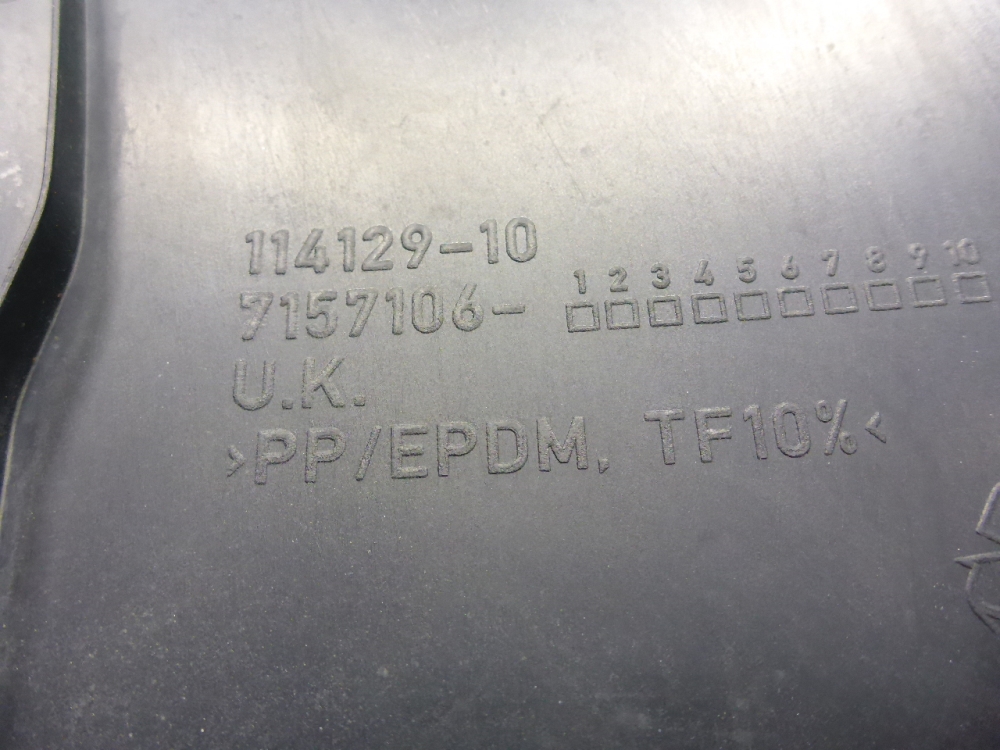 114129-10
7157106- 1 2 3 4 5 6 7 8 9 10
U.K.
>PP/EPDM, TF10%<